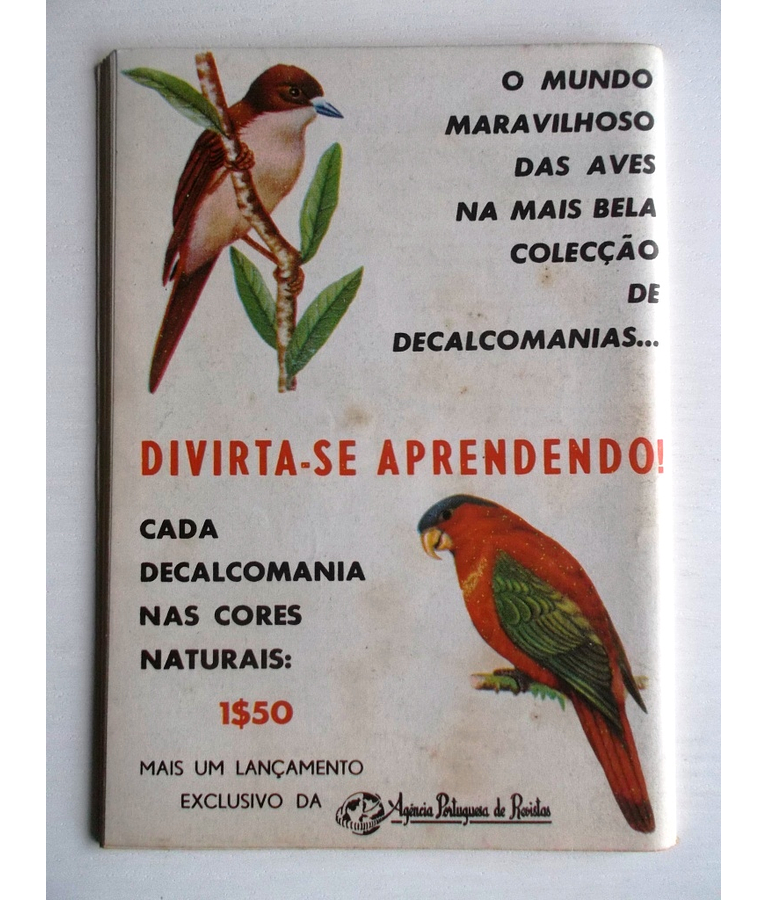 O MUNDO
MARAVILHOSO
DAS AVES
NA MAIS BELA
COLECÇÃO
DE
DECALCOMANIAS...
DIVIRTA-SE APRENDENDO!
CADA
DECALCOMANIA
NAS CORES
NATURAIS:
1$50
MAIS UM LANÇAMENTO
EXCLUSIVO DA Agência Portuguesa de Revistas